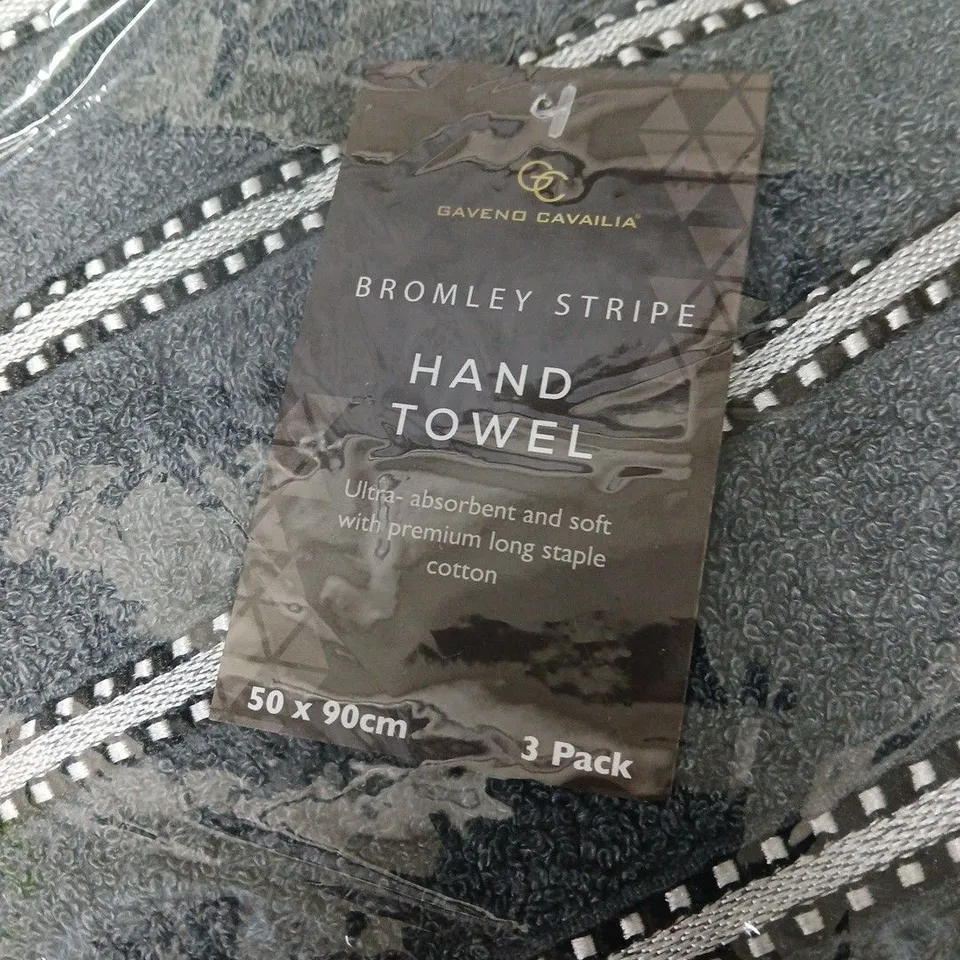 GC
GAVENO CAVAILIA®
BROMLEY STRIPE
HAND
TOWEL
Ultra- absorbent and soft
with premium long staple
cotton
50 x 90cm
3 Pack